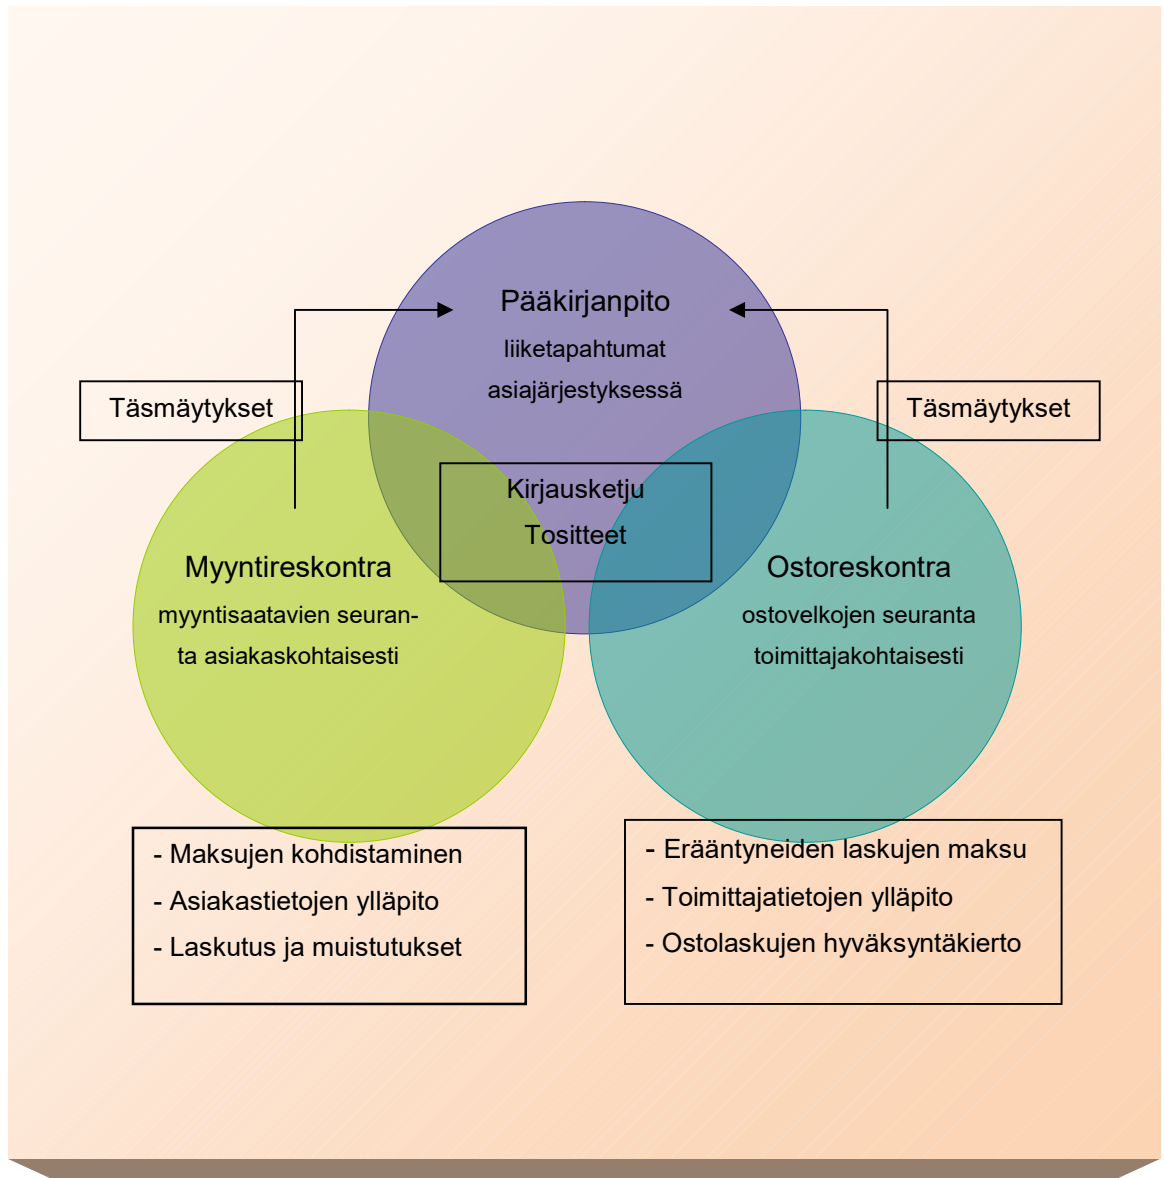 Pääkirjanpito
liiketapahtumat
asiajärjestyksessä
Täsmäytykset
Täsmäytykset
Kirjausketju
Tositteet
Myyntireskontra
myyntisaatavien seuran-
ta asiakaskohtaisesti
Ostoreskontra
ostovelkojen seuranta
toimittajakohtaisesti
- Maksujen kohdistaminen
- Asiakastietojen ylläpito
- Laskutus ja muistutukset
- Erääntyneiden laskujen maksu
- Toimittajatietojen ylläpito
- Ostolaskujen hyväksyntäkierto